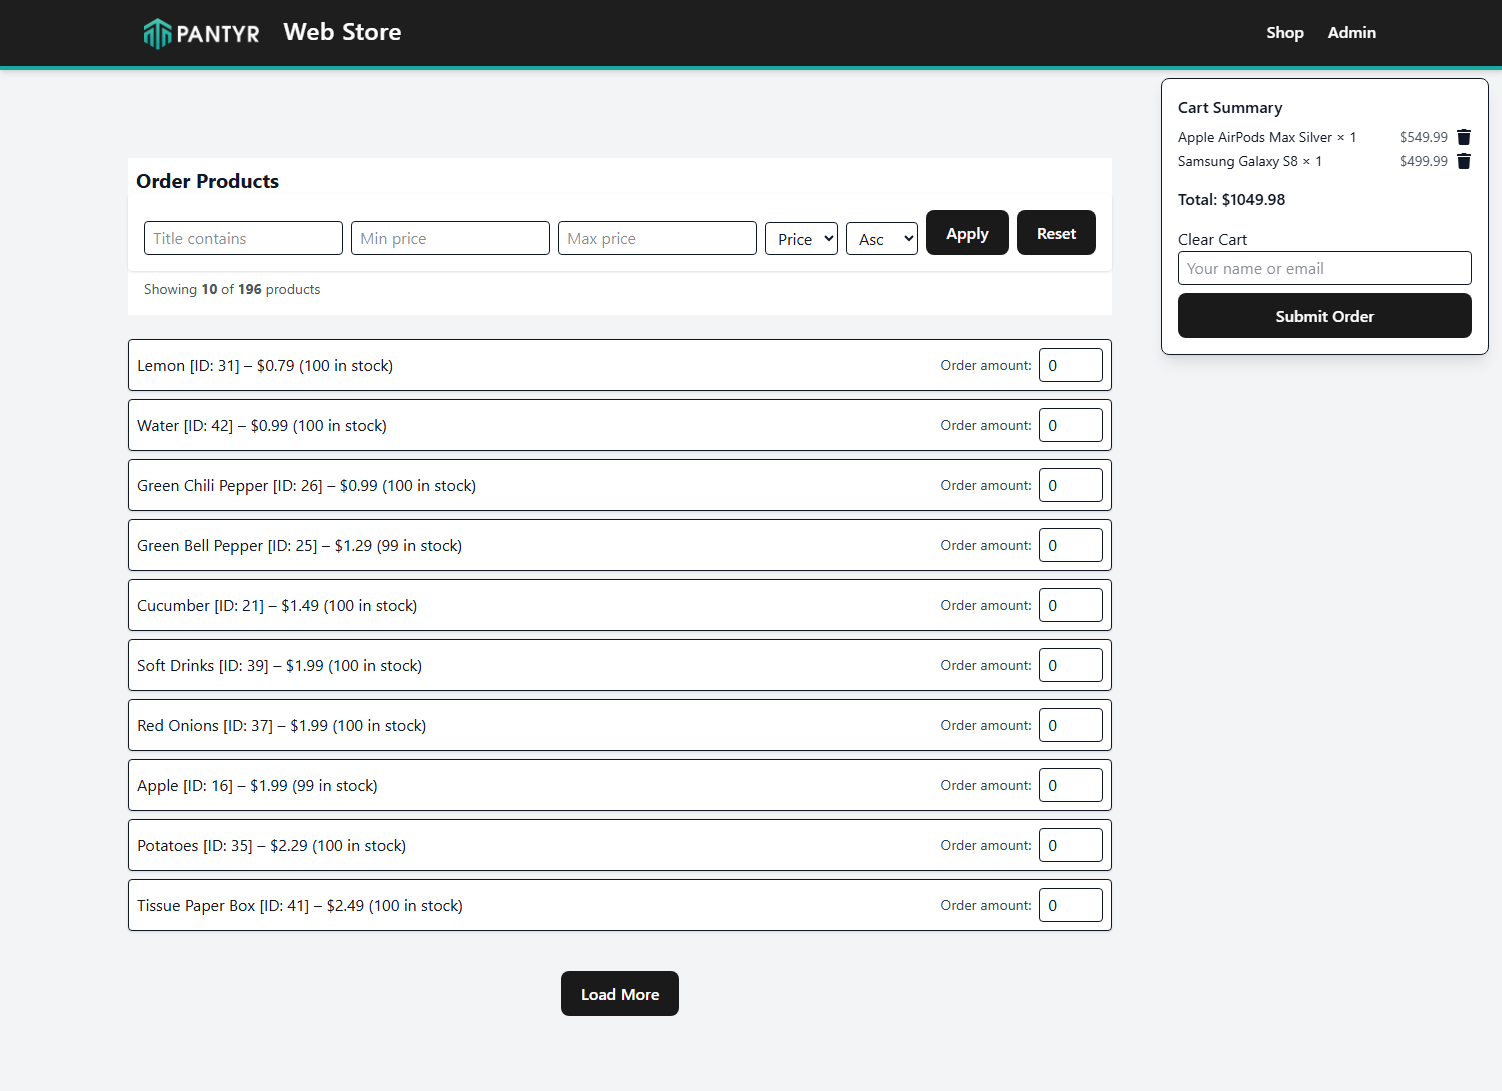 PANTYR Web Store Shop Admin
Cart Summary
Apple AirPods Max Silver × 1 $549.99
Samsung Galaxy S8 × 1 $499.99
Total: $1049.98
Clear Cart
Your name or email
Submit Order
Order Products
Title contains Min price Max price Price Asc Apply Reset
Showing 10 of 196 products
Lemon [ID: 31] – $0.79 (100 in stock) Order amount: 0
Water [ID: 42] – $0.99 (100 in stock) Order amount: 0
Green Chili Pepper [ID: 26] – $0.99 (100 in stock) Order amount: 0
Green Bell Pepper [ID: 25] – $1.29 (99 in stock) Order amount: 0
Cucumber [ID: 21] – $1.49 (100 in stock) Order amount: 0
Soft Drinks [ID: 39] – $1.99 (100 in stock) Order amount: 0
Red Onions [ID: 37] – $1.99 (100 in stock) Order amount: 0
Apple [ID: 16] – $1.99 (99 in stock) Order amount: 0
Potatoes [ID: 35] – $2.29 (100 in stock) Order amount: 0
Tissue Paper Box [ID: 41] – $2.49 (100 in stock) Order amount: 0
Load More